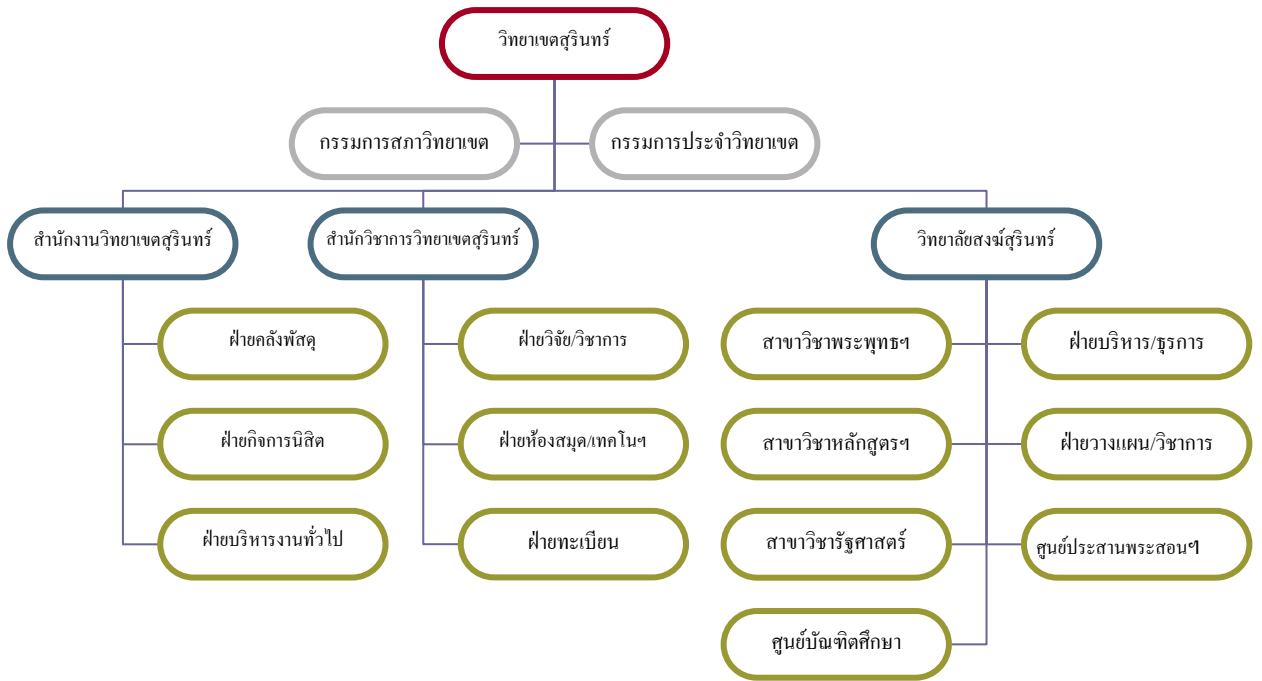 วิทยาเขตสุรินทร์
กรรมการสภาวิทยาเขต
กรรมการประจำวิทยาเขต
สำนักงานวิทยาเขตสุรินทร์
สำนักวิชาการวิทยาเขตสุรินทร์
วิทยาลัยสงฆ์สุรินทร์
ฝ่ายคลังพัสดุ
ฝ่ายวิจัย/วิชาการ
สาขาวิชาพระพุทธฯ
ฝ่ายบริหาร/ธุรการ
ฝ่ายกิจการนิสิต
ฝ่ายห้องสมุด/เทคโนฯ
สาขาวิชาหลักสูตรฯ
ฝ่ายวางแผน/วิชาการ
ฝ่ายบริหารงานทั่วไป
ฝ่ายทะเบียน
สาขาวิชารัฐศาสตร์
ศูนย์ประสานพระสอนฯ
ศูนย์บัณฑิตศึกษา